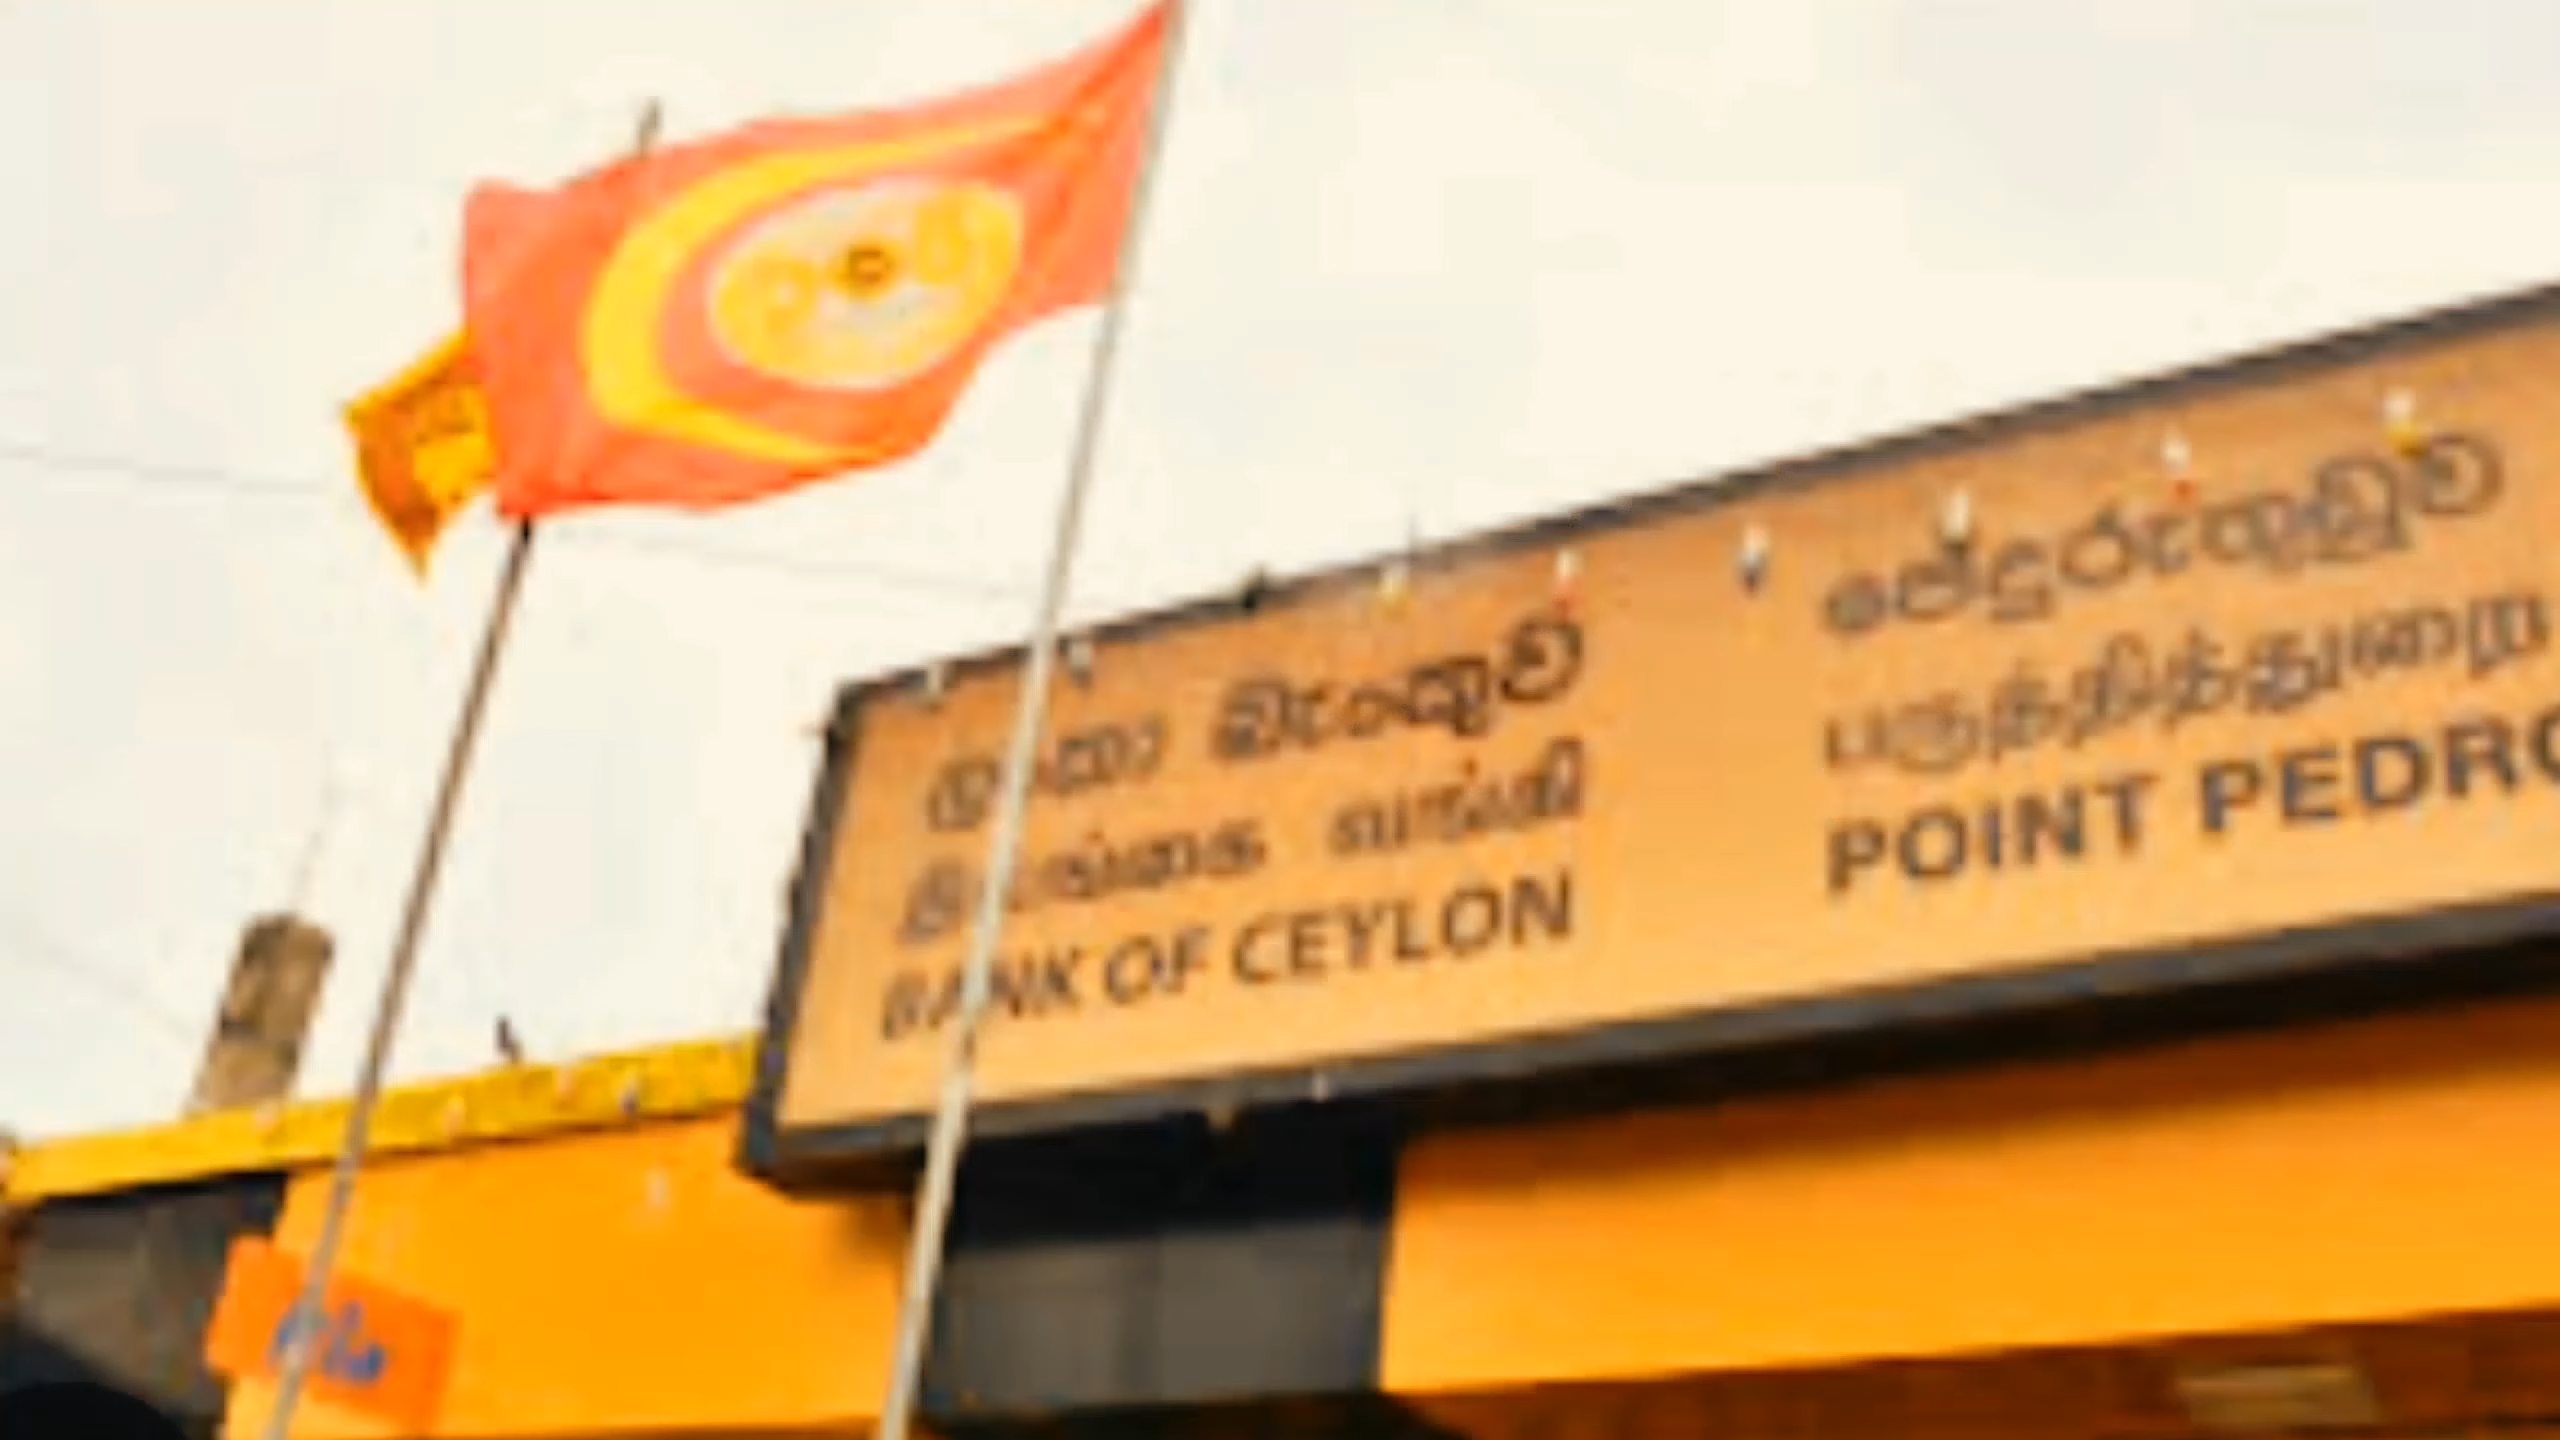 ලංකා බැංකුව
இலங்கை வங்கி
BANK OF CEYLON
පේදුරුතුඩුව
பருத்தித்துறை
POINT PEDRO